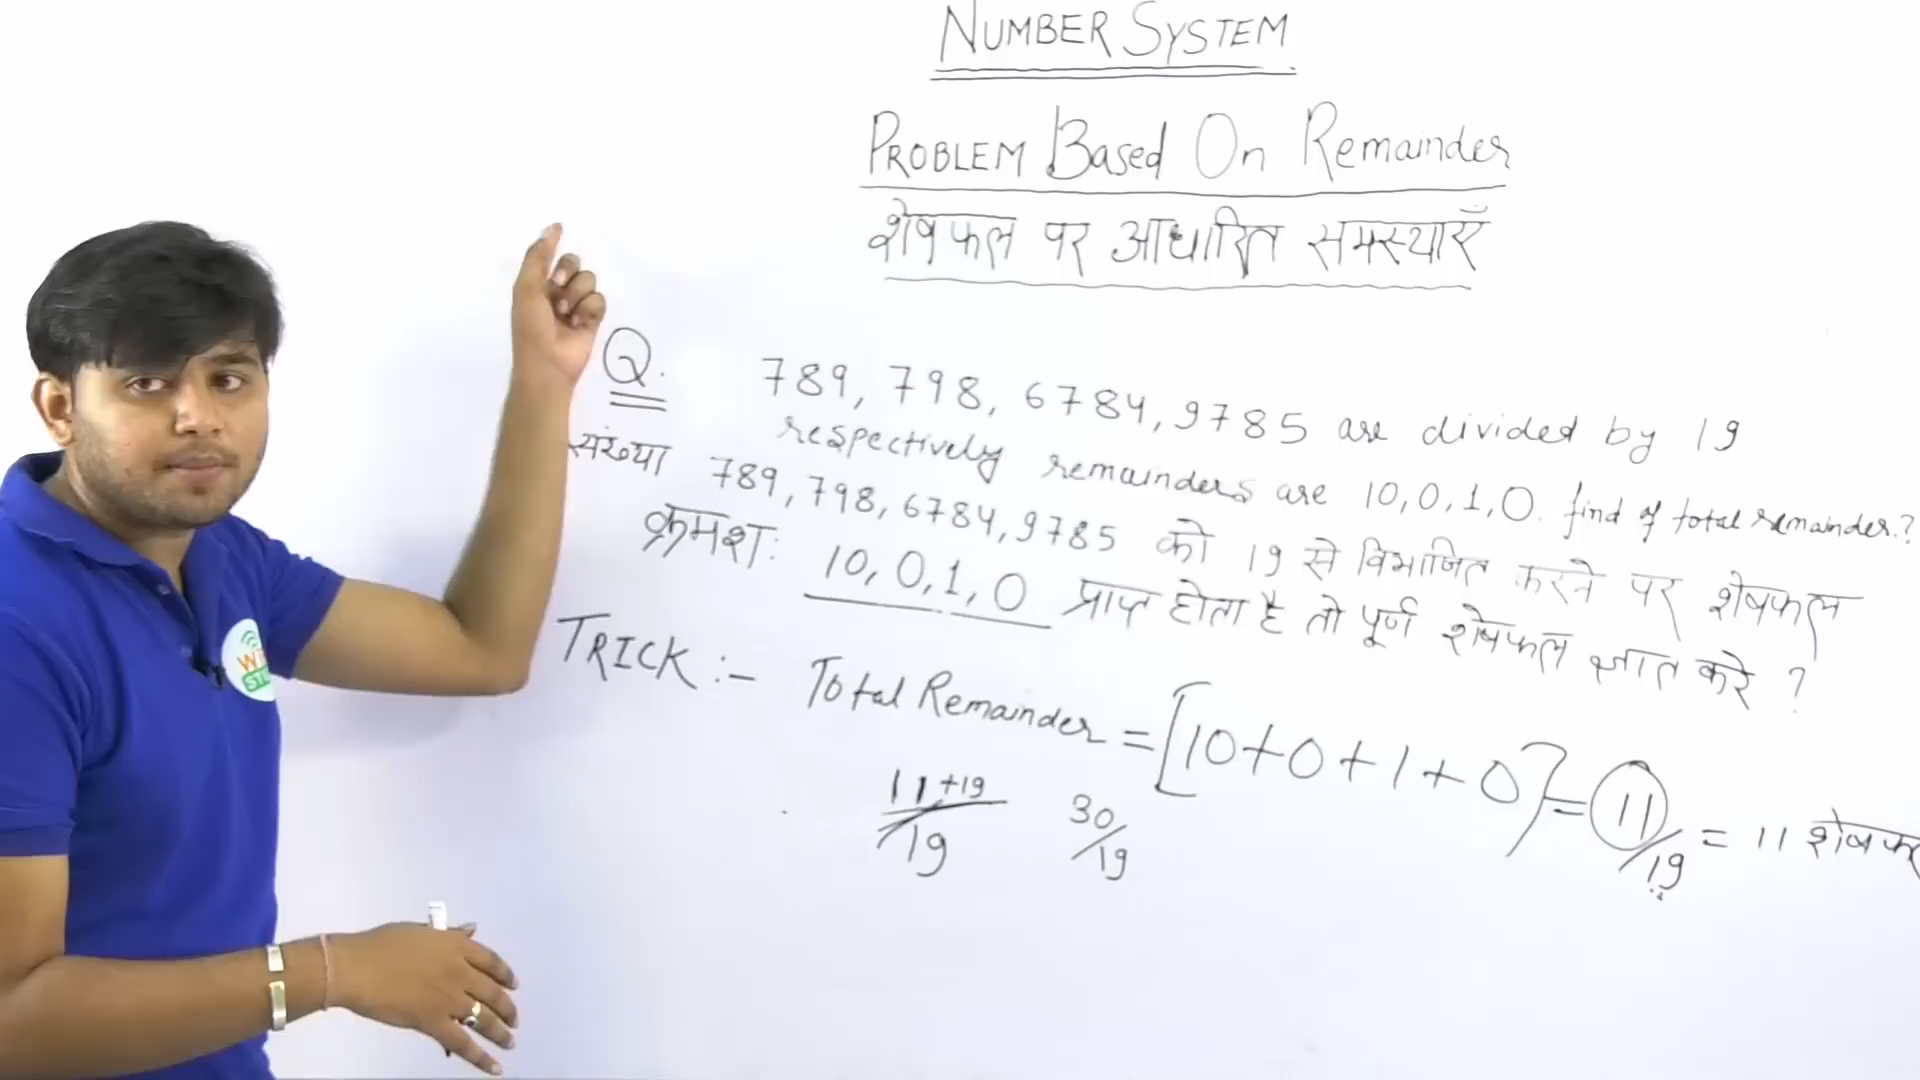 NUMBER SYSTEM
PROBLEM Based On Remainder
शेषफल पर आधारित समस्याएँ
Q. 789, 798, 6784, 9785 are divided by 19
respectively remainders are 10, 0, 1, 0. find of total remainder.?
संख्या 789, 798, 6784, 9785 को 19 से विभाजित करने पर शेषफल
क्रमशः 10, 0, 1, 0 प्राप्त होता है तो पूर्ण शेषफल ज्ञात करे ?
TRICK :- Total Remainder = [10+0+1+0] = 11/19 = 11 शेषफ
11+19/19 30/19